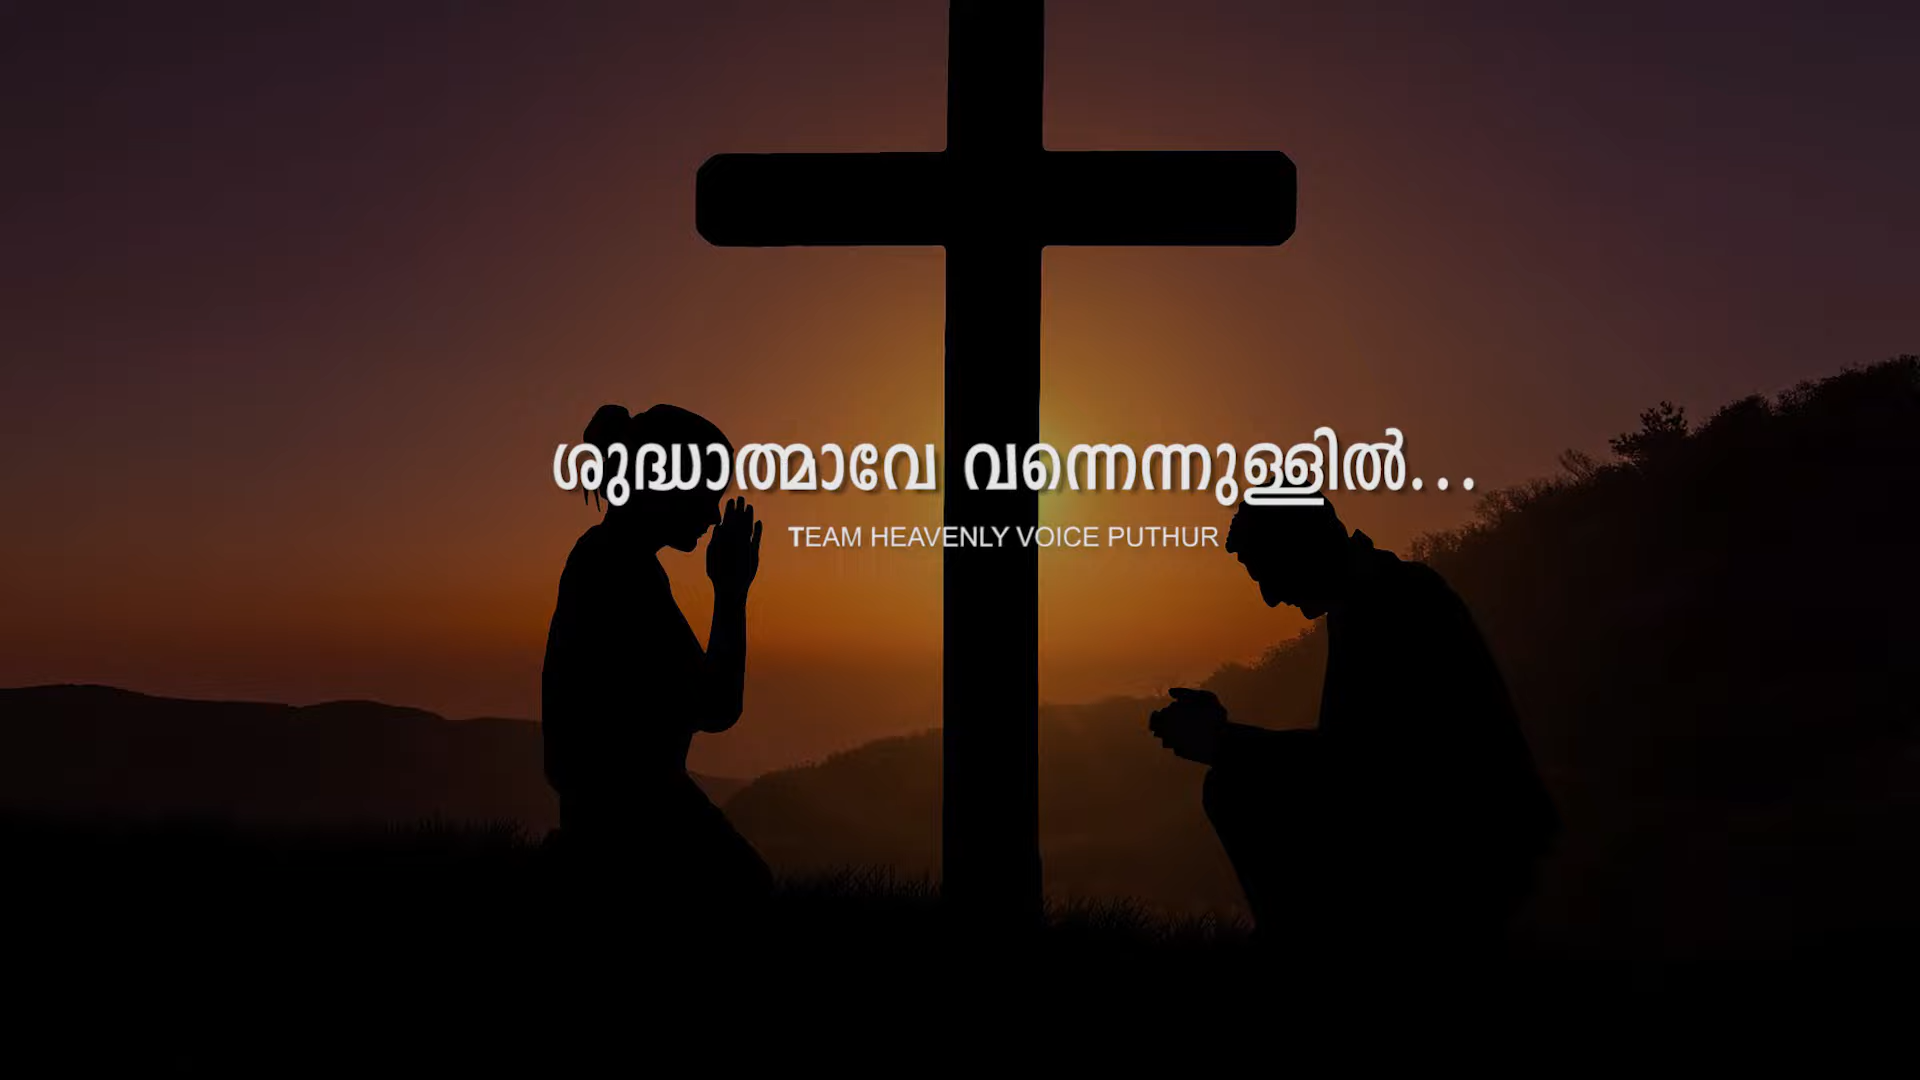 ശുദ്ധാത്മാവേ വന്നെന്നുള്ളിൽ...
TEAM HEAVENLY VOICE PUTHUR